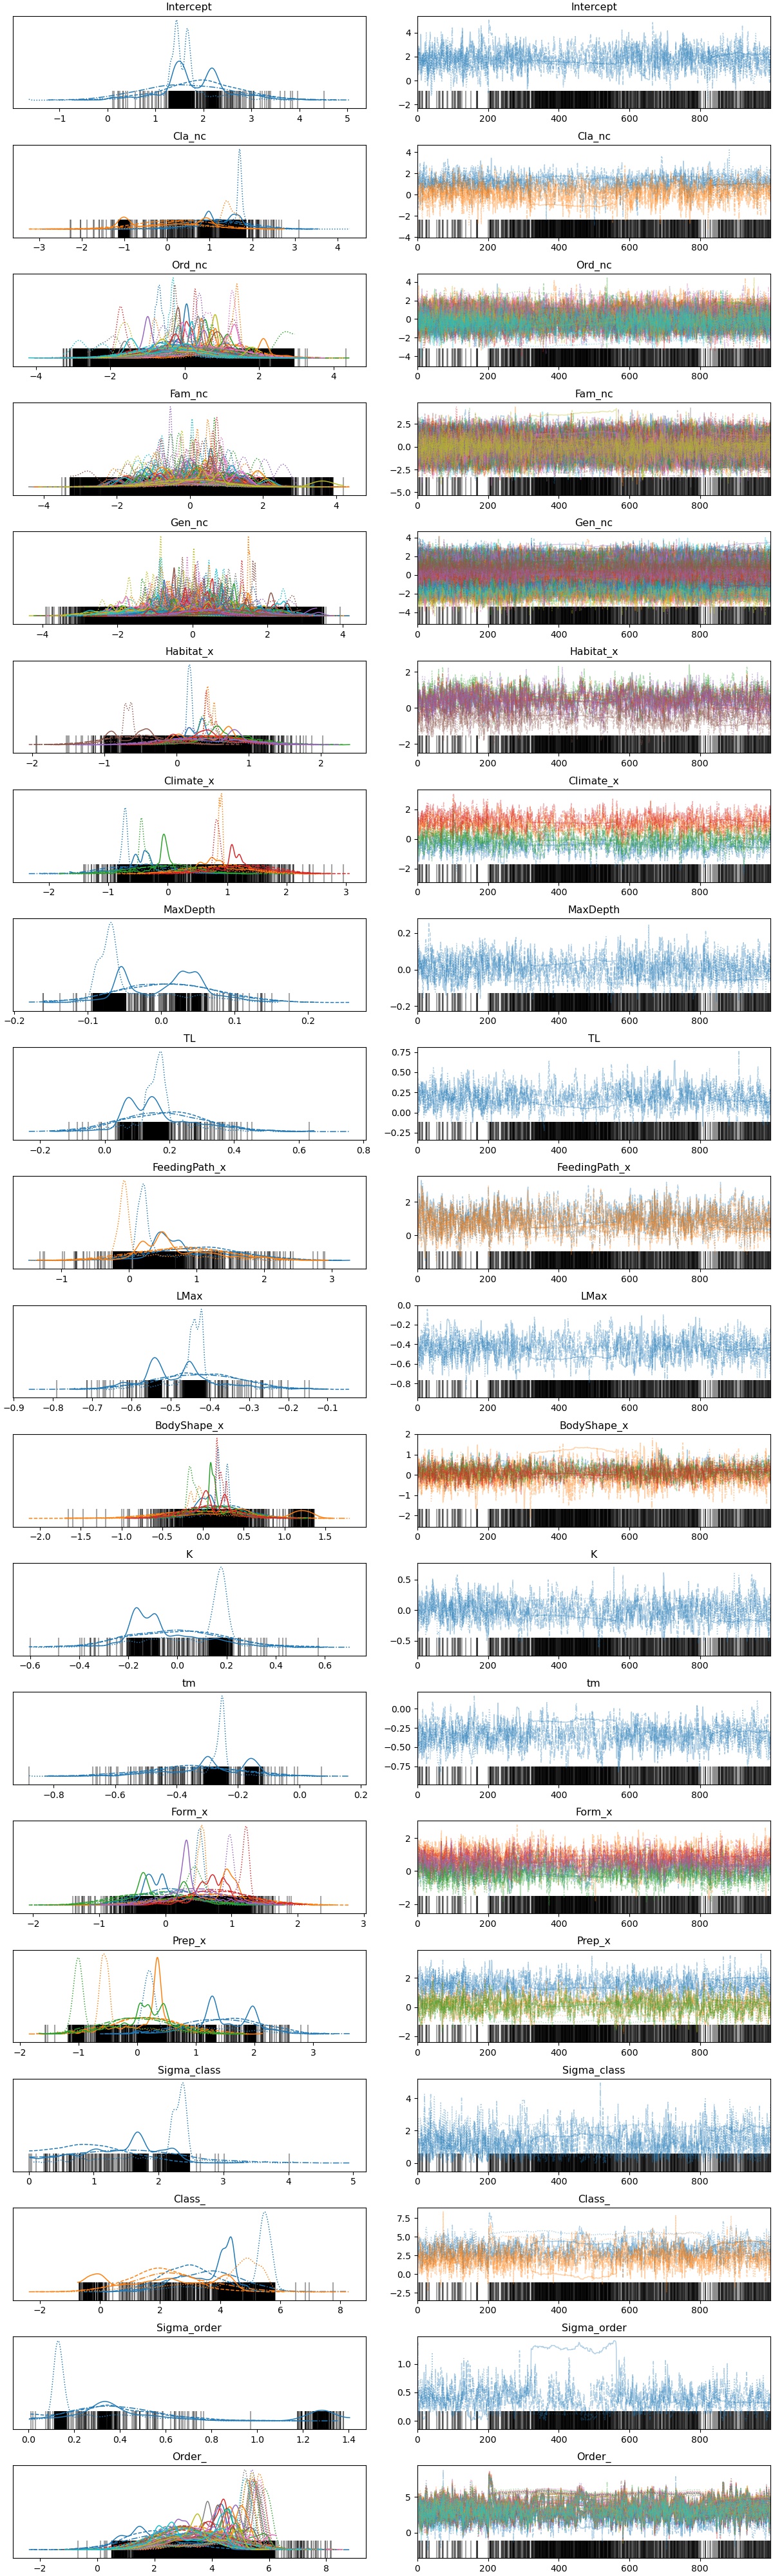 Intercept Intercept
4
2
0
−2
−1 0 1 2 3 4 5 0 200 400 600 800
Cla_nc Cla_nc
4
2
0
−2
−4
−3 −2 −1 0 1 2 3 4 0 200 400 600 800
Ord_nc Ord_nc
4
2
0
−2
−4
−4 −2 0 2 4 0 200 400 600 800
Fam_nc Fam_nc
2.5
0.0
−2.5
−5.0
−4 −2 0 2 4 0 200 400 600 800
Gen_nc Gen_nc
4
2
0
−2
−4
−4 −2 0 2 4 0 200 400 600 800
Habitat_x Habitat_x
2
0
−2
−2 −1 0 1 2 0 200 400 600 800
Climate_x Climate_x
2
0
−2
−2 −1 0 1 2 3 0 200 400 600 800
MaxDepth MaxDepth
0.2
0.0
−0.2
−0.2 −0.1 0.0 0.1 0.2 0 200 400 600 800
TL TL
0.75
0.50
0.25
0.00
−0.25
−0.2 0.0 0.2 0.4 0.6 0.8 0 200 400 600 800
FeedingPath_x FeedingPath_x
2
0
−1 0 1 2 3 0 200 400 600 800
LMax LMax
0.0
−0.2
−0.4
−0.6
−0.8
−0.9 −0.8 −0.7 −0.6 −0.5 −0.4 −0.3 −0.2 −0.1 0 200 400 600 800
BodyShape_x BodyShape_x
2
1
0
−1
−2
−2.0 −1.5 −1.0 −0.5 0.0 0.5 1.0 1.5 0 200 400 600 800
K K
0.5
0.0
−0.5
−0.6 −0.4 −0.2 0.0 0.2 0.4 0.6 0 200 400 600 800
tm tm
0.00
−0.25
−0.50
−0.75
−0.8 −0.6 −0.4 −0.2 0.0 0.2 0 200 400 600 800
Form_x Form_x
2
0
−2
−2 −1 0 1 2 3 0 200 400 600 800
Prep_x Prep_x
2
0
−2
−2 −1 0 1 2 3 0 200 400 600 800
Sigma_class Sigma_class
4
2
0
0 1 2 3 4 5 0 200 400 600 800
Class_ Class_
7.5
5.0
2.5
0.0
−2.5
−2 0 2 4 6 8 0 200 400 600 800
Sigma_order Sigma_order
1.0
0.5
0.0
0.0 0.2 0.4 0.6 0.8 1.0 1.2 1.4 0 200 400 600 800
Order_ Order_
5
0
−2 0 2 4 6 8 0 200 400 600 800